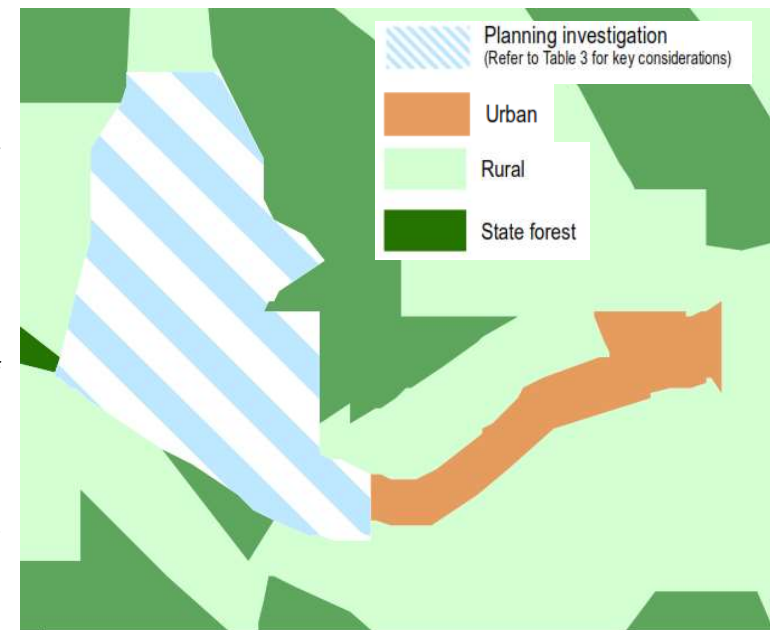 Planning investigation
(Refer to Table 3 for key considerations)
Urban
Rural
State forest